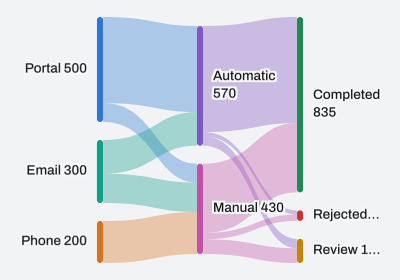 Portal 500
Email 300
Phone 200
Automatic
570
Manual 430
Completed
835
Rejected…
Review 1…